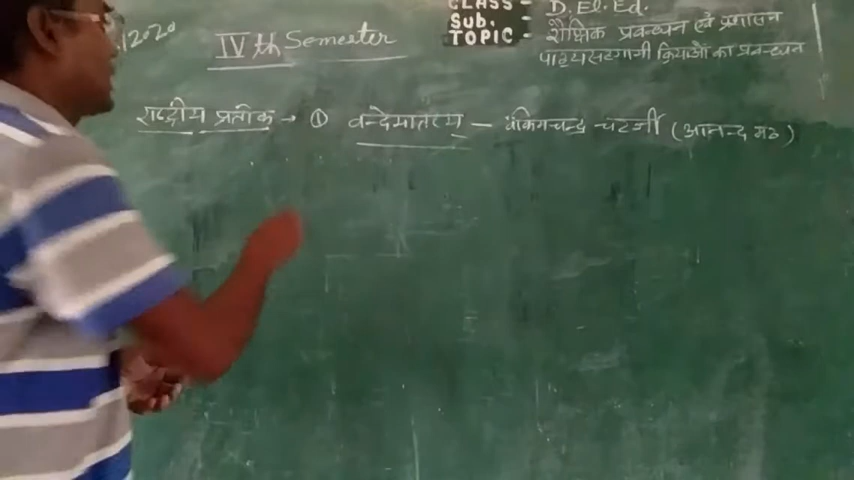 CLASS - D.El.Ed.
/2020 IV th Semester Sub. - शैक्षिक प्रबन्धन एवं प्रशासन
TOPIC - पाठ्यसहगामी क्रियाओं का प्रबन्धन
राष्ट्रीय प्रतीक → ① वन्देमातरम — बंकिमचन्द्र चटर्जी (आनन्द मठ)